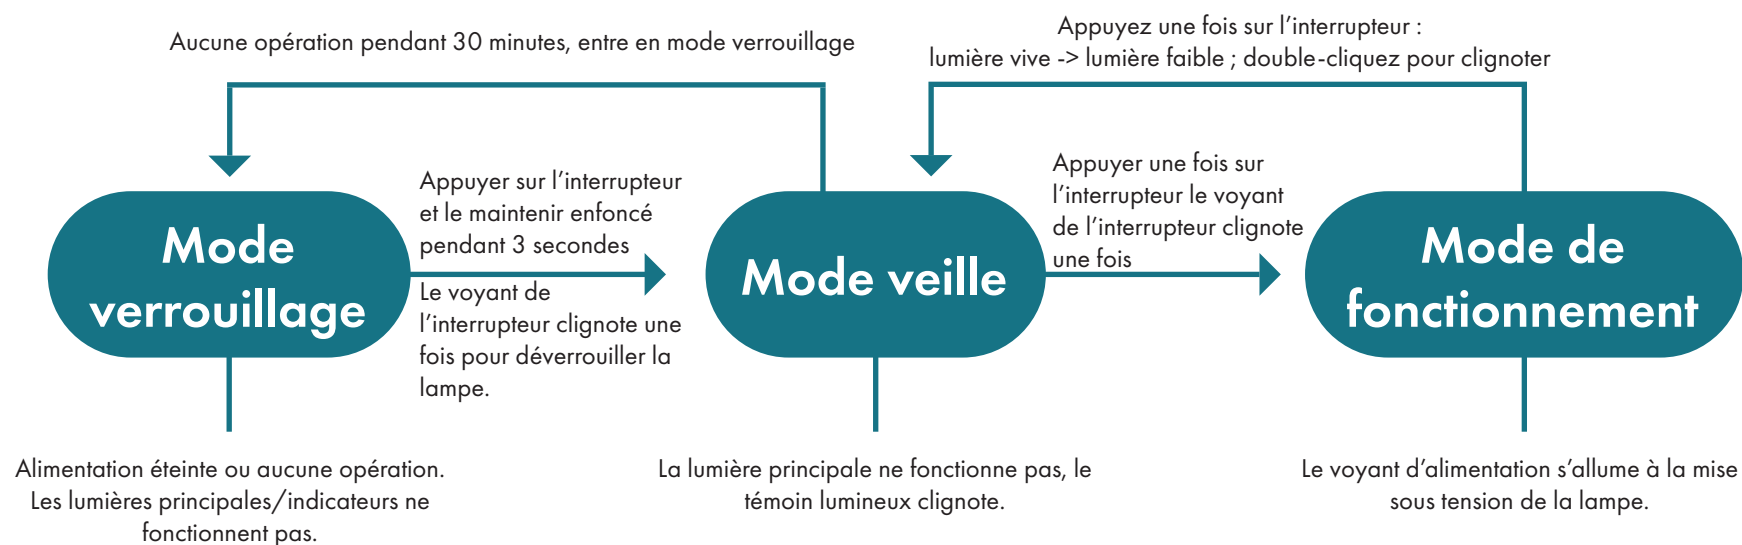 Aucune opération pendant 30 minutes, entre en mode verrouillage
Appuyez une fois sur l’interrupteur :
lumière vive -> lumière faible ; double-cliquez pour clignoter
Mode
verrouillage
Appuyer sur l’interrupteur
et le maintenir enfoncé
pendant 3 secondes
Le voyant de
l’interrupteur clignote une
fois pour déverrouiller la
lampe.
Mode veille
Appuyer une fois sur
l’interrupteur le voyant
de l’interrupteur clignote
une fois
Mode de
fonctionnement
Alimentation éteinte ou aucune opération.
Les lumières principales/indicateurs ne
fonctionnent pas.
La lumière principale ne fonctionne pas, le
témoin lumineux clignote.
Le voyant d’alimentation s’allume à la mise
sous tension de la lampe.